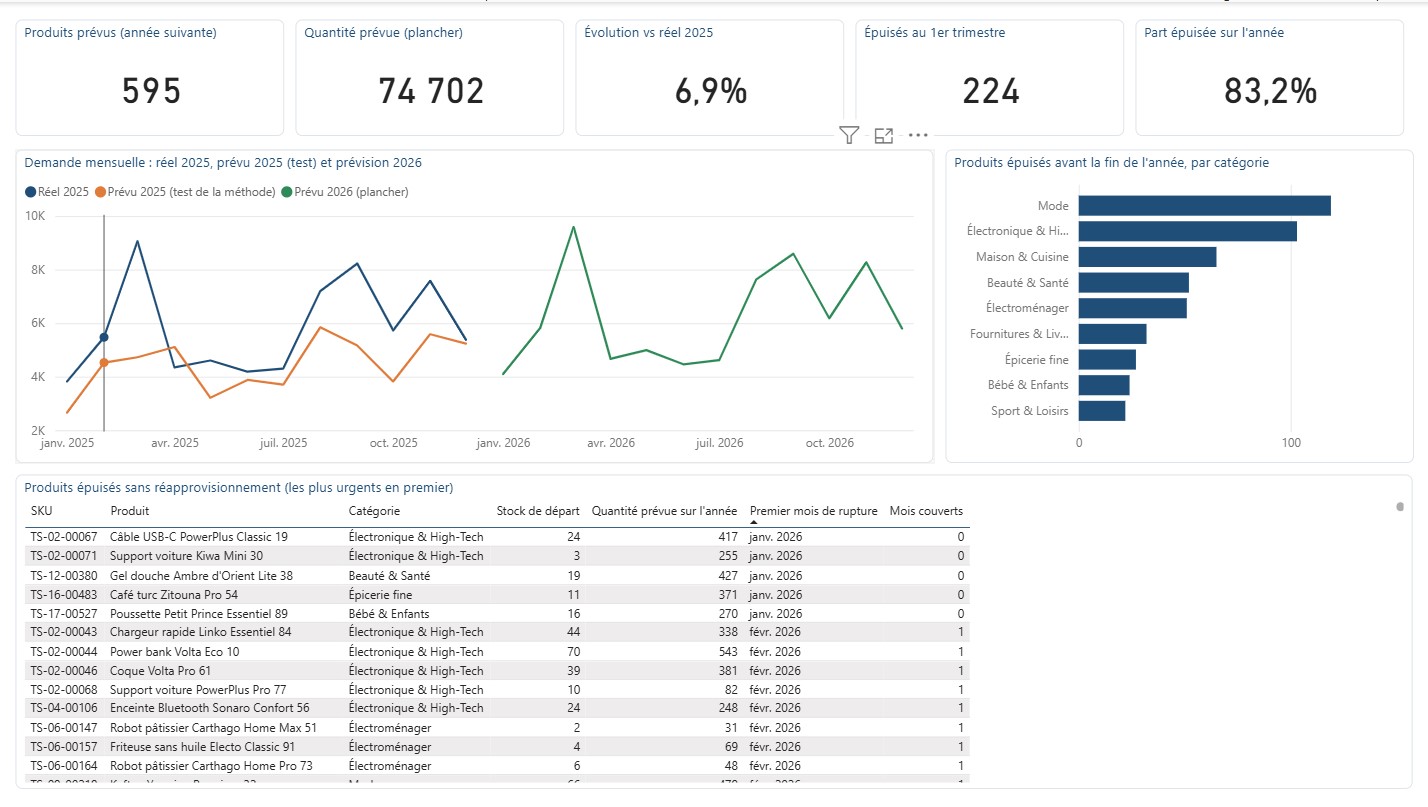 Produits prévus (année suivante)
595
Quantité prévue (plancher)
74 702
Évolution vs réel 2025
6,9%
Épuisés au 1er trimestre
224
Part épuisée sur l'année
83,2%
Demande mensuelle : réel 2025, prévu 2025 (test) et prévision 2026
Réel 2025 Prévu 2025 (test de la méthode) Prévu 2026 (plancher)
10K
8K
6K
4K
2K
janv. 2025 avr. 2025 juil. 2025 oct. 2025 janv. 2026 avr. 2026 juil. 2026 oct. 2026
Produits épuisés avant la fin de l'année, par catégorie
Mode
Électronique & Hi...
Maison & Cuisine
Beauté & Santé
Électroménager
Fournitures & Liv...
Épicerie fine
Bébé & Enfants
Sport & Loisirs
0 100
Produits épuisés sans réapprovisionnement (les plus urgents en premier)
SKU Produit Catégorie Stock de départ Quantité prévue sur l'année Premier mois de rupture Mois couverts
TS-02-00067 Câble USB-C PowerPlus Classic 19 Électronique & High-Tech 24 417 janv. 2026 0
TS-02-00071 Support voiture Kiwa Mini 30 Électronique & High-Tech 3 255 janv. 2026 0
TS-12-00380 Gel douche Ambre d'Orient Lite 38 Beauté & Santé 19 427 janv. 2026 0
TS-16-00483 Café turc Zitouna Pro 54 Épicerie fine 11 371 janv. 2026 0
TS-17-00527 Poussette Petit Prince Essentiel 89 Bébé & Enfants 16 270 janv. 2026 0
TS-02-00043 Chargeur rapide Linko Essentiel 84 Électronique & High-Tech 44 338 févr. 2026 1
TS-02-00044 Power bank Volta Eco 10 Électronique & High-Tech 70 543 févr. 2026 1
TS-02-00046 Coque Volta Pro 61 Électronique & High-Tech 39 381 févr. 2026 1
TS-02-00068 Support voiture PowerPlus Pro 77 Électronique & High-Tech 10 82 févr. 2026 1
TS-04-00106 Enceinte Bluetooth Sonaro Confort 56 Électronique & High-Tech 24 248 févr. 2026 1
TS-06-00147 Robot pâtissier Carthago Home Max 51 Électroménager 2 31 févr. 2026 1
TS-06-00157 Friteuse sans huile Electo Classic 91 Électroménager 4 69 févr. 2026 1
TS-06-00164 Robot pâtissier Carthago Home Pro 73 Électroménager 6 48 févr. 2026 1